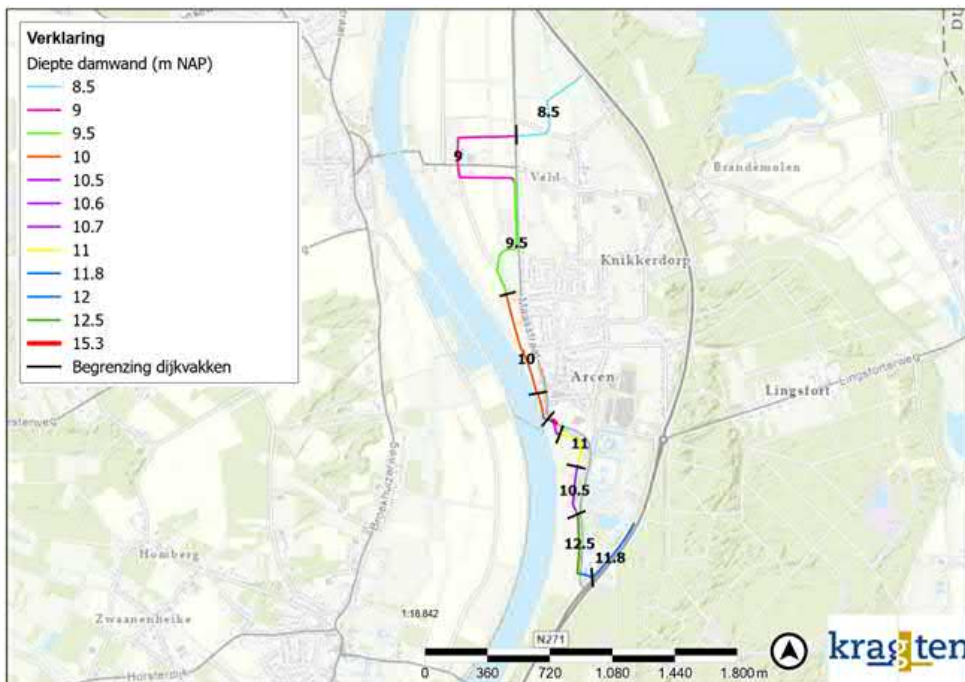 Verklaring
Diepte damwand (m NAP)
8.5
9
9.5
10
10.5
10.6
10.7
11
11.8
12
12.5
15.3
Begrenzing dijkvakken
8.5
9
Veld
Brandemolen
9.5
Knikkerdorp
10
Arcen
Lingsfort
Lingsforterweg
Broekhuizerweg
11
10.5
12.5
11.8
Homberg
Zwaanenheike
Horsterdijk
1:18.842
N271
0 360 720 1.080 1.440 1.800 m
kragten